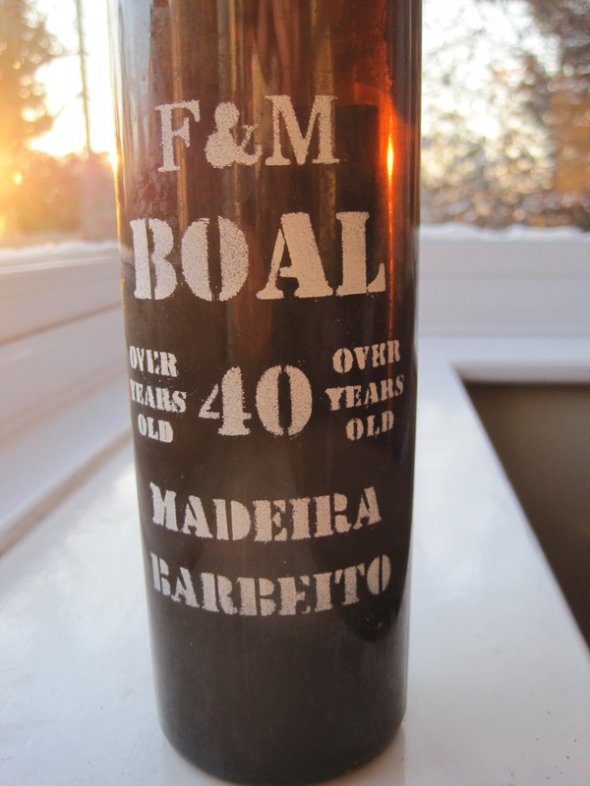 F&M
BOAL
OVER YEARS OLD 40 OVER YEARS OLD
MADEIRA
BARBEITO